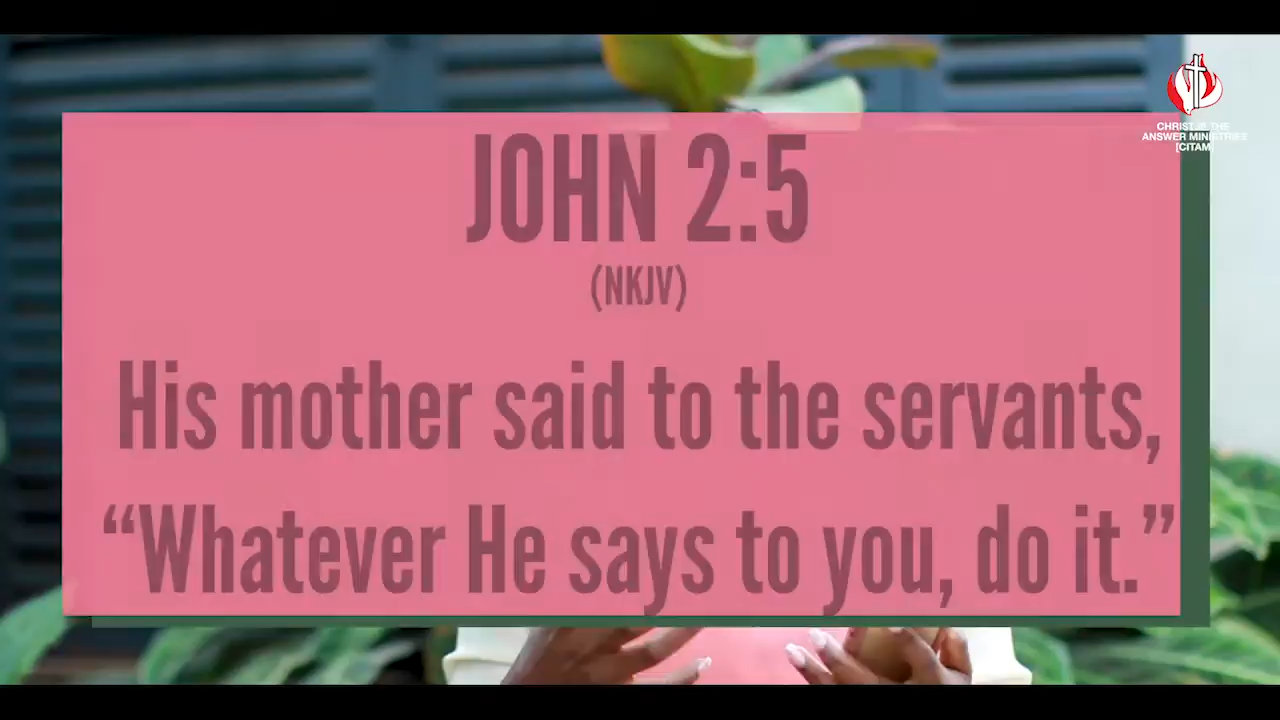 JOHN 2:5
(NKJV)
His mother said to the servants,
“Whatever He says to you, do it.”
CHRIST IS THE
ANSWER MINISTRIES
[CITAM]